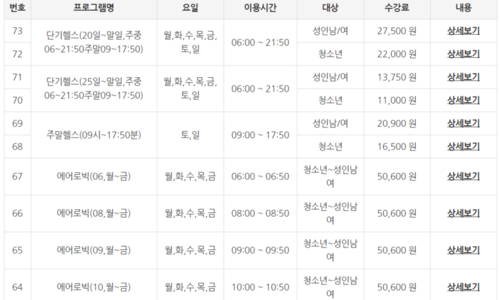 번호 프로그램명 요일 이용시간 대상 수강료 내용
73 단기헬스(20일~말일,주중 06~21:50주말09~17:50) 월,화,수,목,금,토,일 06:00 ~ 21:50 성인남/여 27,500 원 상세보기
72 청소년 22,000 원 상세보기
71 단기헬스(25일~말일,주중 06~21:50주말09~17:50) 월,화,수,목,금,토,일 06:00 ~ 21:50 성인남/여 13,750 원 상세보기
70 청소년 11,000 원 상세보기
69 주말헬스(09시~17:50분) 토,일 09:00 ~ 17:50 성인남/여 20,900 원 상세보기
68 청소년 16,500 원 상세보기
67 에어로빅(06,월~금) 월,화,수,목,금 06:00 ~ 06:50 청소년~성인남여 50,600 원 상세보기
66 에어로빅(08,월~금) 월,화,수,목,금 08:00 ~ 08:50 청소년~성인남여 50,600 원 상세보기
65 에어로빅(09,월~금) 월,화,수,목,금 09:00 ~ 09:50 청소년~성인남여 50,600 원 상세보기
64 에어로빅(10,월~금) 월,화,수,목,금 10:00 ~ 10:50 청소년~성인남여 50,600 원 상세보기